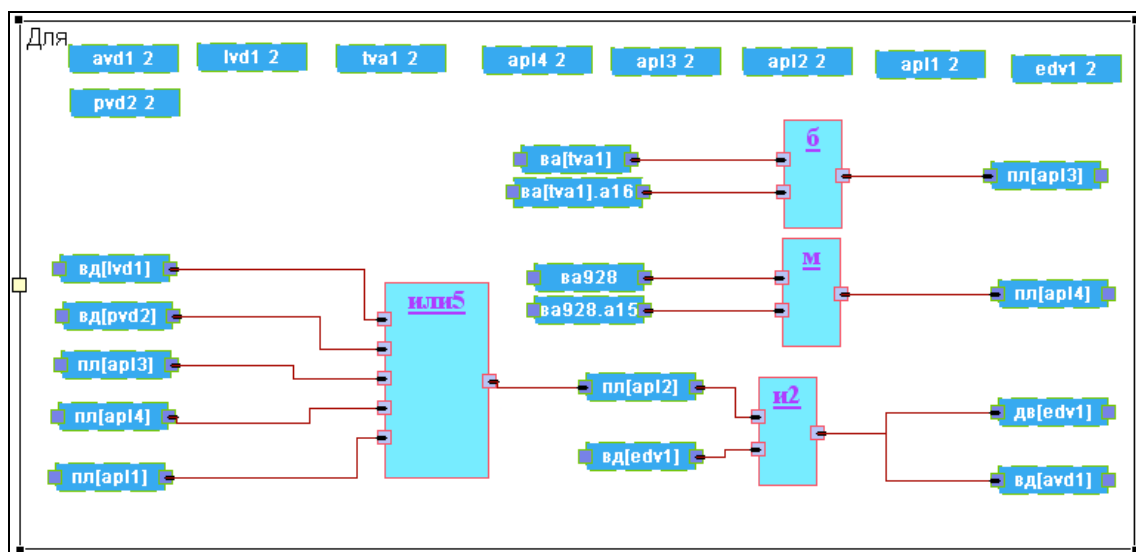 Для
avd1 2 lvd1 2 tva1 2 apl4 2 apl3 2 apl2 2 apl1 2 edv1 2
pvd2 2
б
ва[tva1]
ва[tva1].а16
пл[apl3]
м
ва928
ва928.а15
пл[apl4]
вд[lvd1]
вд[pvd2]
пл[apl3]
пл[apl4]
пл[apl1]
или5
пл[apl2]
вд[edv1]
и2
дв[edv1]
вд[avd1]